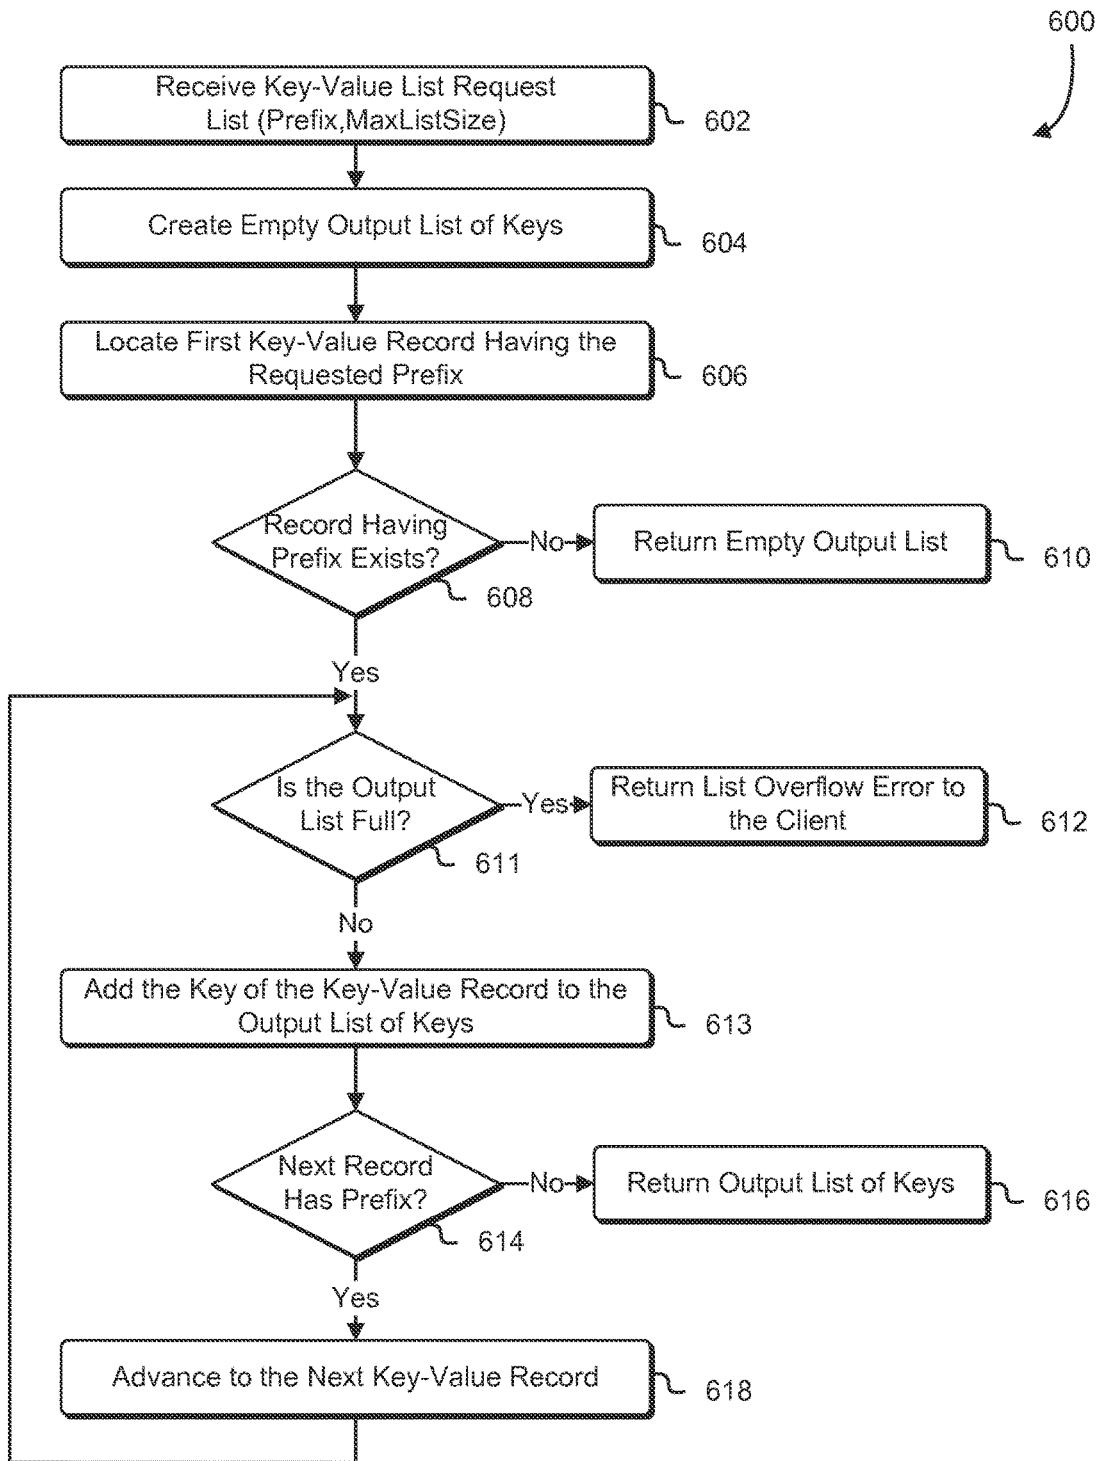 600
Receive Key-Value List Request
List (Prefix,MaxListSize)
602
Create Empty Output List of Keys
604
Locate First Key-Value Record Having the
Requested Prefix
606
Record Having
Prefix Exists?
608
No
Return Empty Output List
610
Yes
Is the Output
List Full?
611
Yes
Return List Overflow Error to
the Client
612
No
Add the Key of the Key-Value Record to the
Output List of Keys
613
Next Record
Has Prefix?
614
No
Return Output List of Keys
616
Yes
Advance to the Next Key-Value Record
618